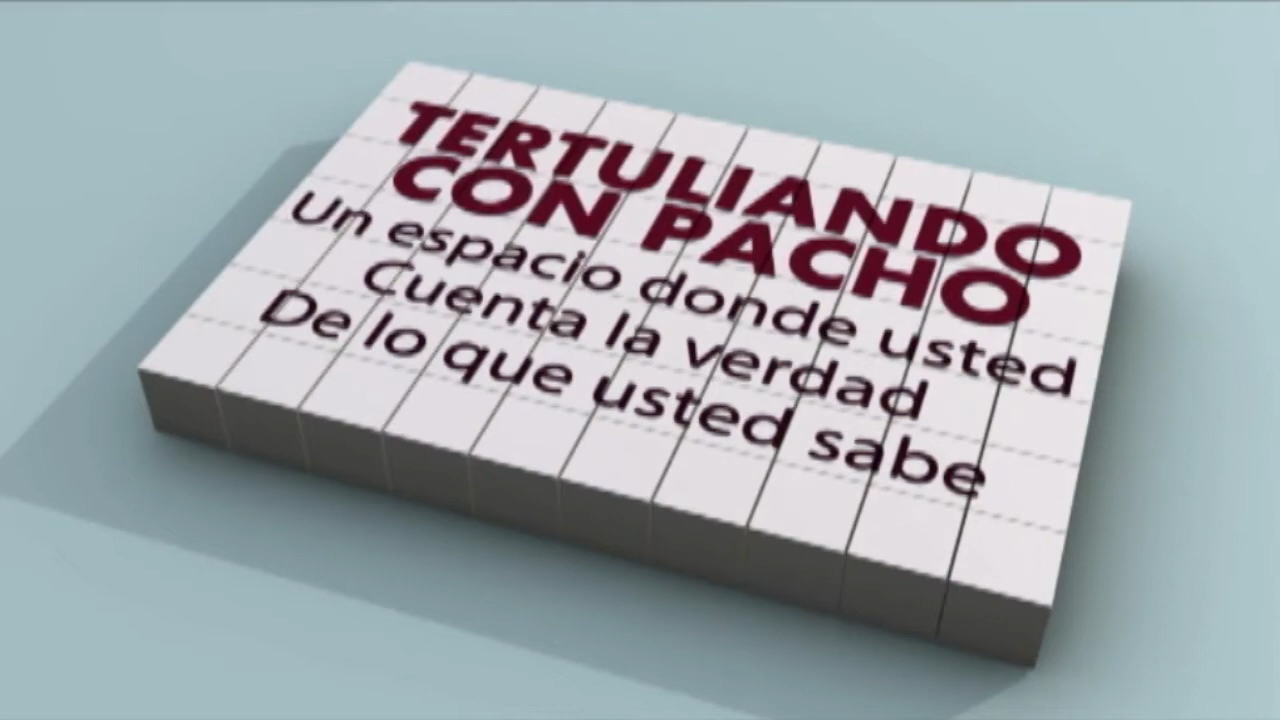 TERTULIANDO
CON PACHO
Un espacio donde usted
Cuenta la verdad
De lo que usted sabe